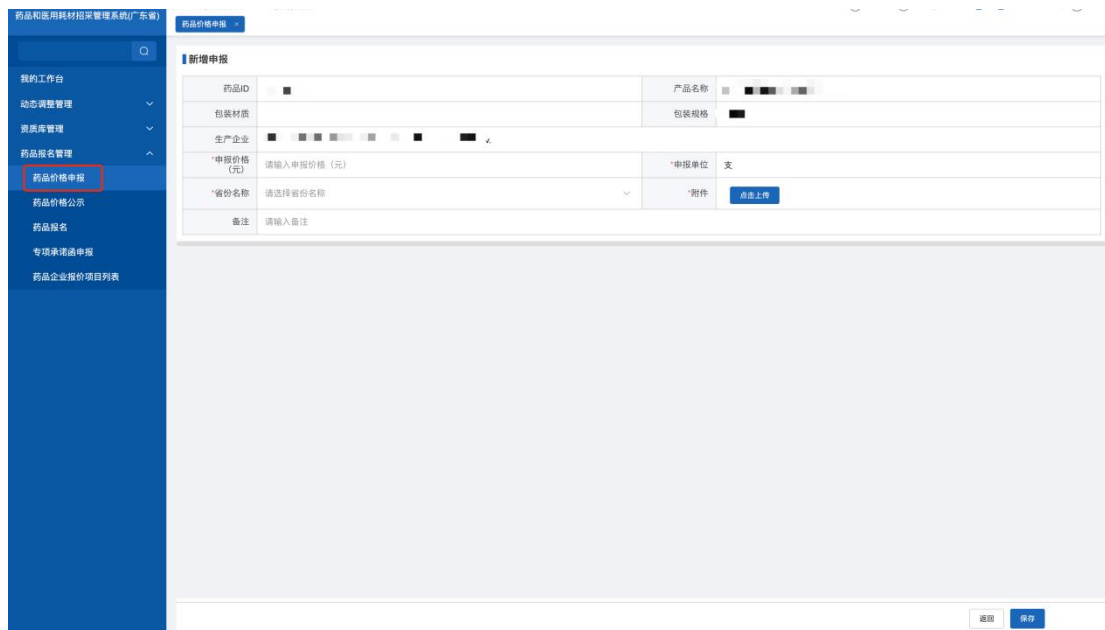 药品和医用耗材招采管理系统(广东省)
药品价格申报 ×
新增申报
我的工作台
动态调整管理
资质库管理
药品报名管理
药品价格申报
药品价格公示
药品报名
专项承诺函申报
药品企业报价项目列表
药品ID
产品名称
包装材质
包装规格
生产企业
*申报价格(元) 请输入申报价格（元）
*申报单位 支
*省份名称 请选择省份名称
*附件 点击上传
备注 请输入备注
返回 保存